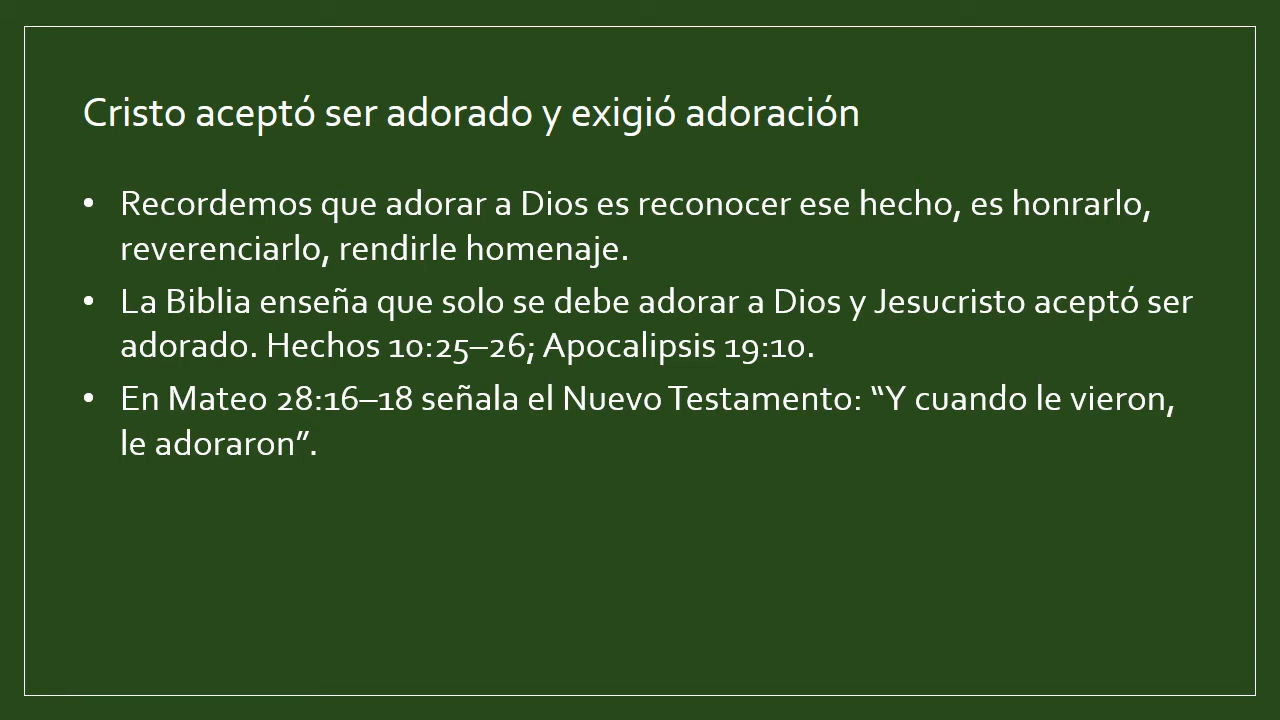 Cristo aceptó ser adorado y exigió adoración
• Recordemos que adorar a Dios es reconocer ese hecho, es honrarlo,
reverenciarlo, rendirle homenaje.
• La Biblia enseña que solo se debe adorar a Dios y Jesucristo aceptó ser
adorado. Hechos 10:25–26; Apocalipsis 19:10.
• En Mateo 28:16–18 señala el Nuevo Testamento: “Y cuando le vieron,
le adoraron”.